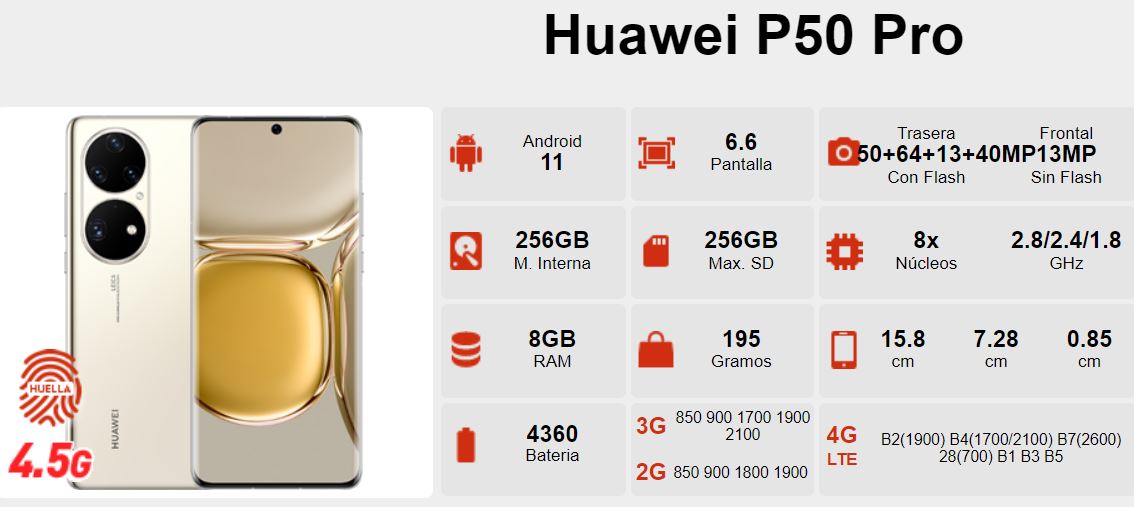 Huawei P50 Pro
Android
11
6.6
Pantalla
Trasera Frontal
50+64+13+40MP13MP
Con Flash Sin Flash
256GB
M. Interna
256GB
Max. SD
8x 2.8/2.4/1.8
Núcleos GHz
8GB
RAM
195
Gramos
15.8 7.28 0.85
cm cm cm
4360
Bateria
3G 850 900 1700 1900
2100
2G 850 900 1800 1900
4G
LTE
B2(1900) B4(1700/2100) B7(2600)
28(700) B1 B3 B5
LEICA
HUAWEI
HUELLA
4.5G